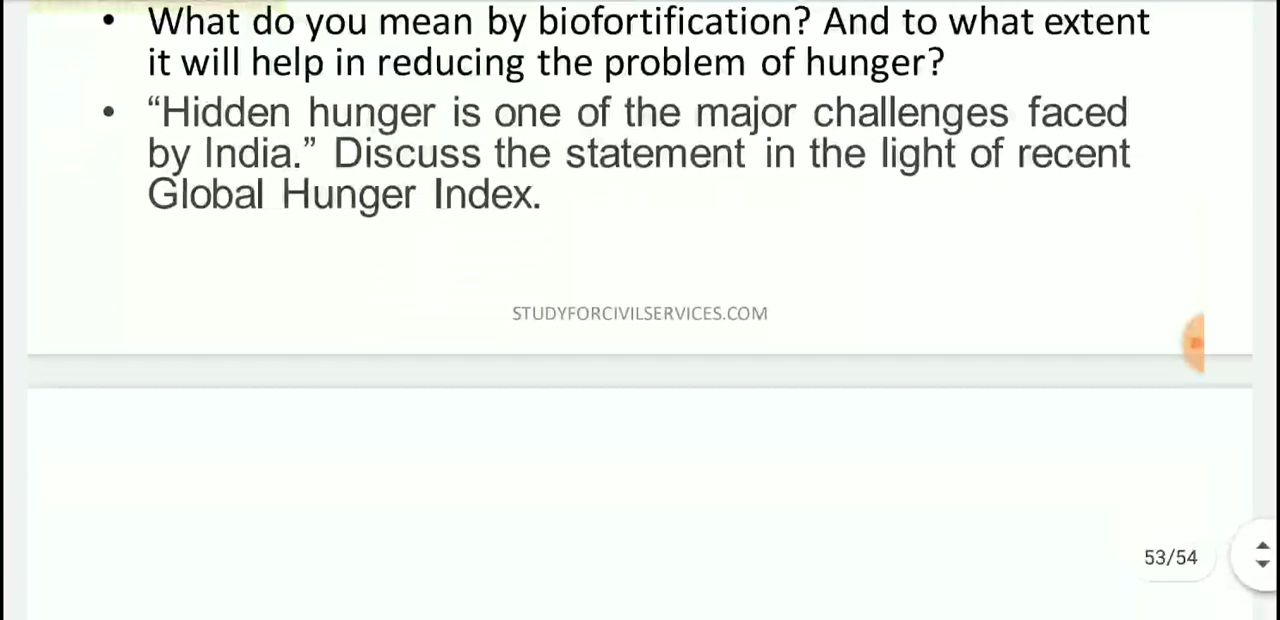 • What do you mean by biofortification? And to what extent
it will help in reducing the problem of hunger?
• “Hidden hunger is one of the major challenges faced
by India.” Discuss the statement in the light of recent
Global Hunger Index.
STUDYFORCIVILSERVICES.COM
53/54